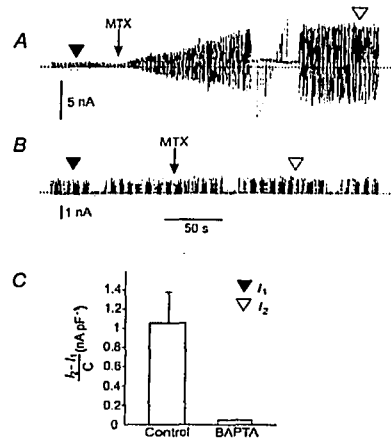 A
MTX
5 nA
B
MTX
1 nA
50 s
C
I₂-I₁
C
(nA pF⁻¹)
1.4
1.2
1
0.8
0.6
0.4
0.2
0
I₁
I₂
Control
BAPTA